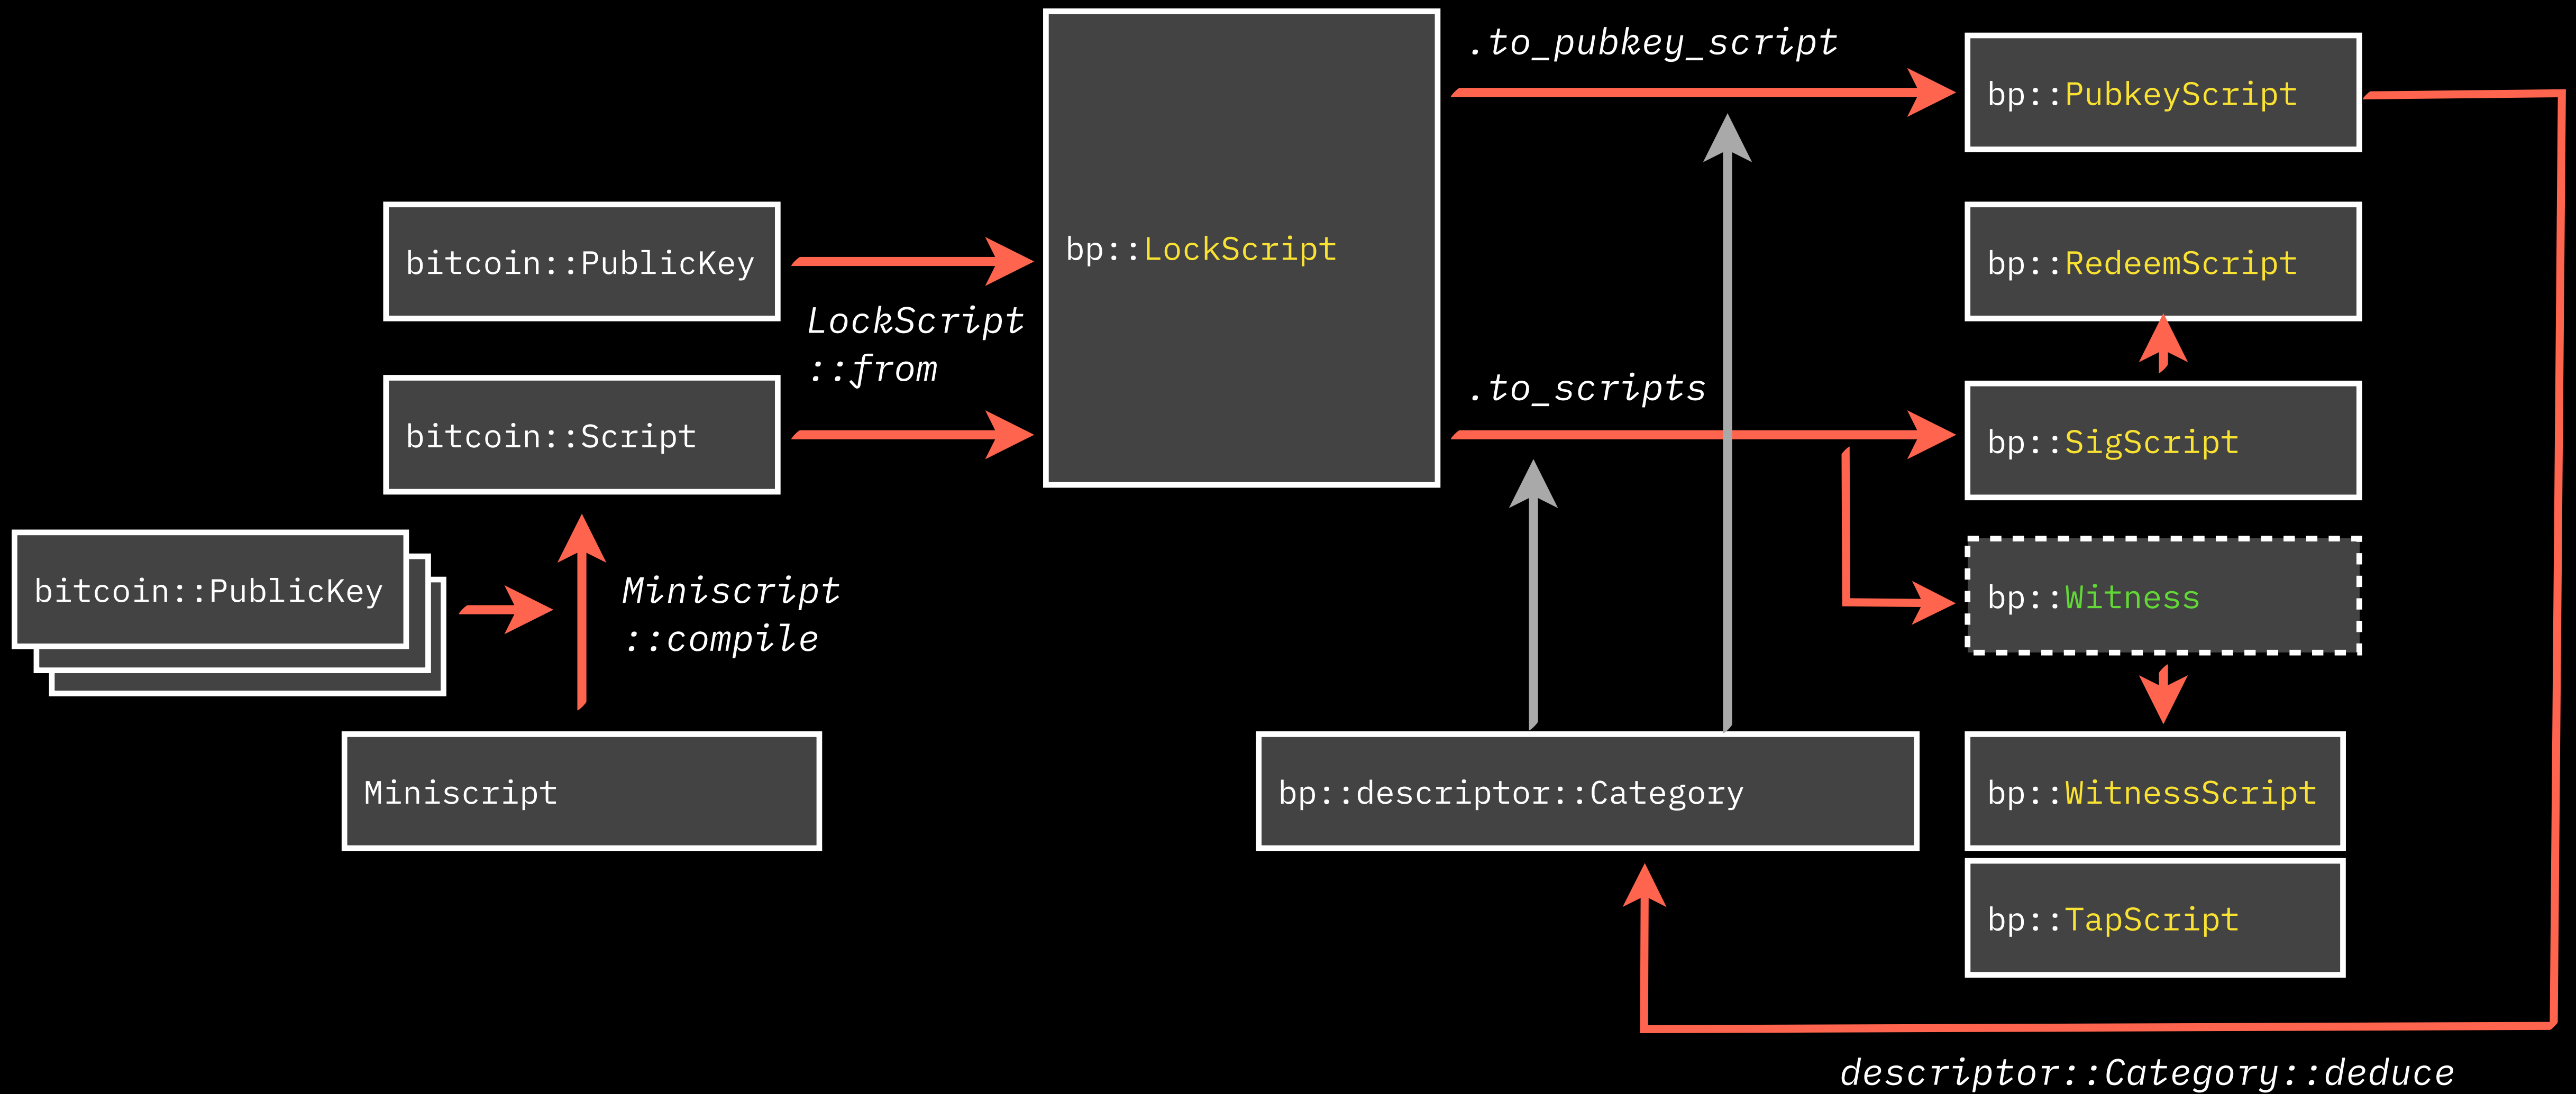 .to_pubkey_script
bp::PubkeyScript
bitcoin::PublicKey
bp::LockScript
bp::RedeemScript
LockScript
::from
.to_scripts
bitcoin::Script
bp::SigScript
bitcoin::PublicKey
Miniscript
::compile
bp::Witness
Miniscript
bp::descriptor::Category
bp::WitnessScript
bp::TapScript
descriptor::Category::deduce